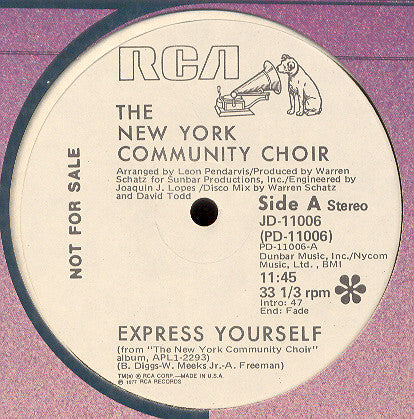 RCA
THE
NEW YORK
COMMUNITY CHOIR
Arranged by Leon Pendarvis/Produced by Warren
Schatz for Sunbar Productions, Inc./Engineered by
Joaquin J. Lopes /Disco Mix by Warren Schatz
and David Todd
NOT FOR SALE
Side A Stereo
JD-11006
(PD-11006)
PD-11006-A
Dunbar Music, Inc./Nycom
Music, Ltd., BMI
11:45
33 1/3 rpm
Intro: 47
End: Fade
EXPRESS YOURSELF
(from "The New York Community Choir"
album, APL1-2293)
(B. Diggs-W. Meeks Jr.-A. Freeman)
TM(s) ® RCA CORP.—MADE IN U.S.A.
℗ 1977 RCA RECORDS